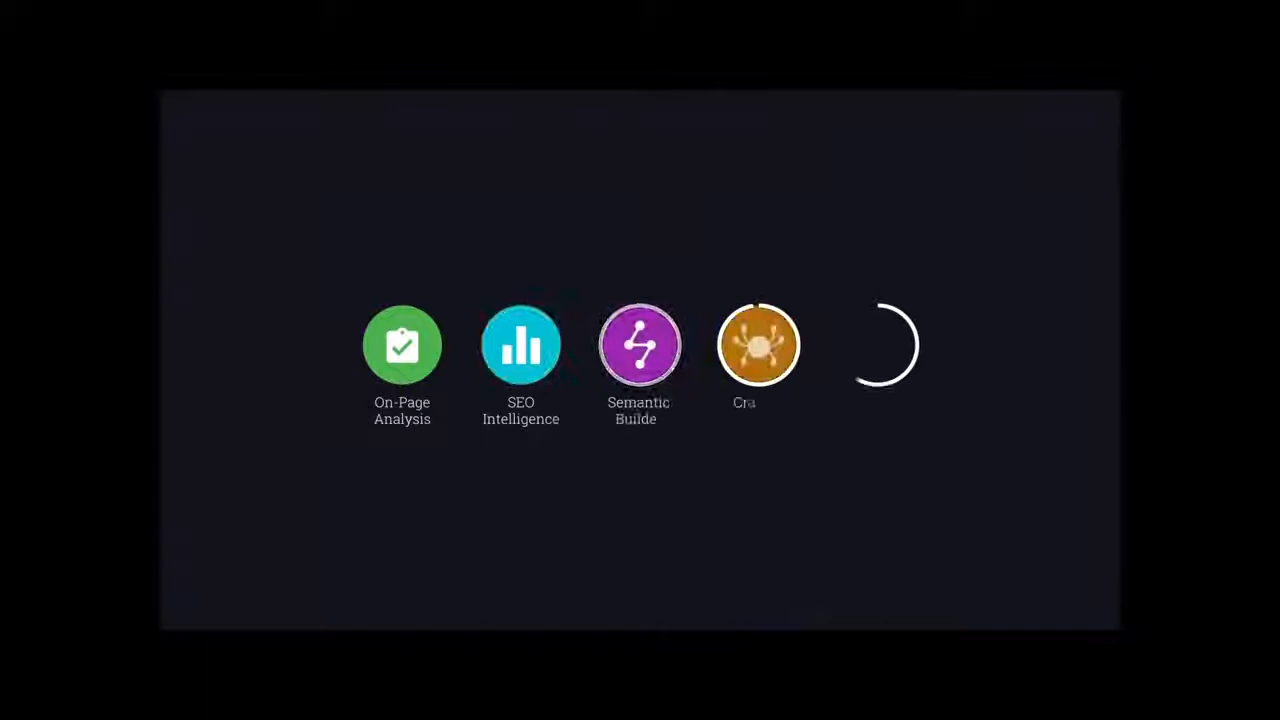 On-Page
Analysis
SEO
Intelligence
Semantic
Builde
Cra